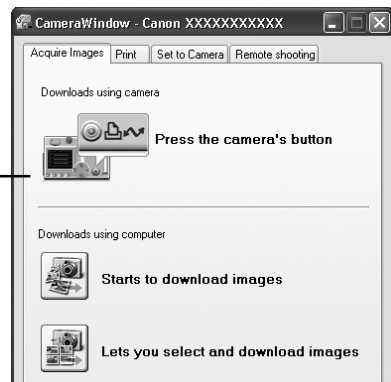 CameraWindow - Canon XXXXXXXXXXX
Acquire Images Print Set to Camera Remote shooting
Downloads using camera
Press the camera's button
Downloads using computer
Starts to download images
Lets you select and download images